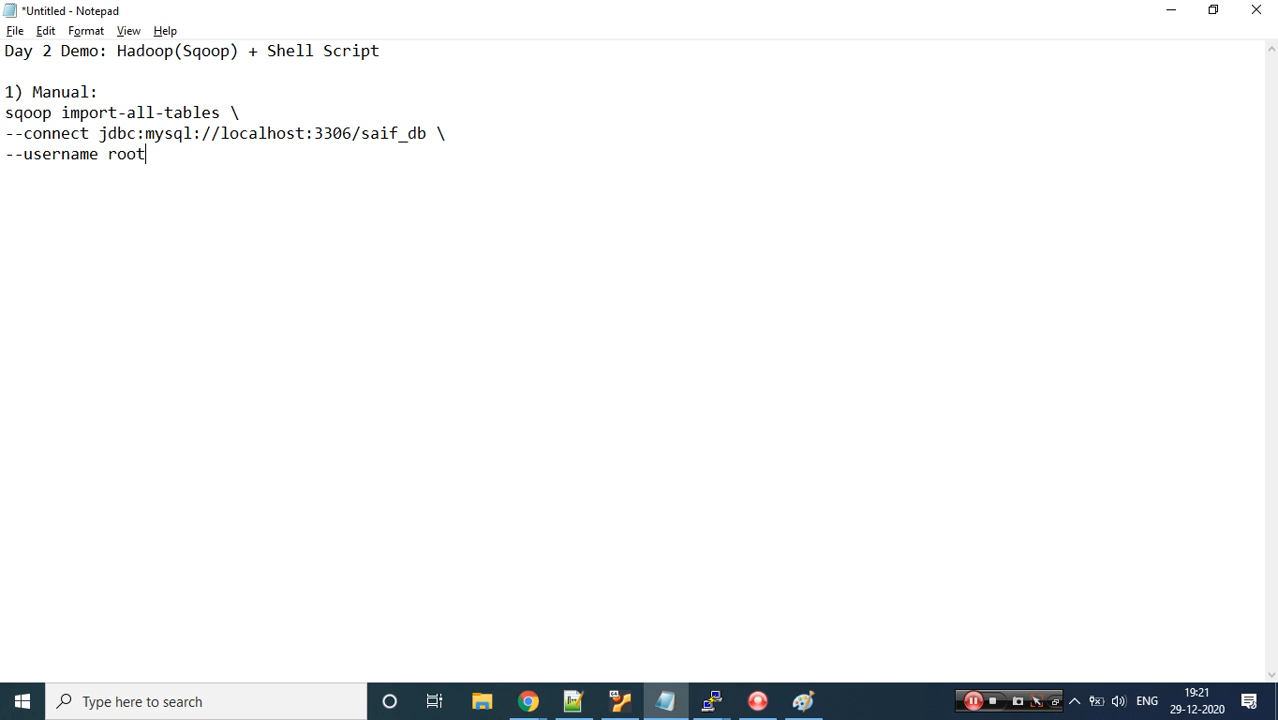 *Untitled - Notepad
File Edit Format View Help
Day 2 Demo: Hadoop(Sqoop) + Shell Script
1) Manual:
sqoop import-all-tables \
--connect jdbc:mysql://localhost:3306/saif_db \
--username root
Type here to search
ENG
19:21
29-12-2020